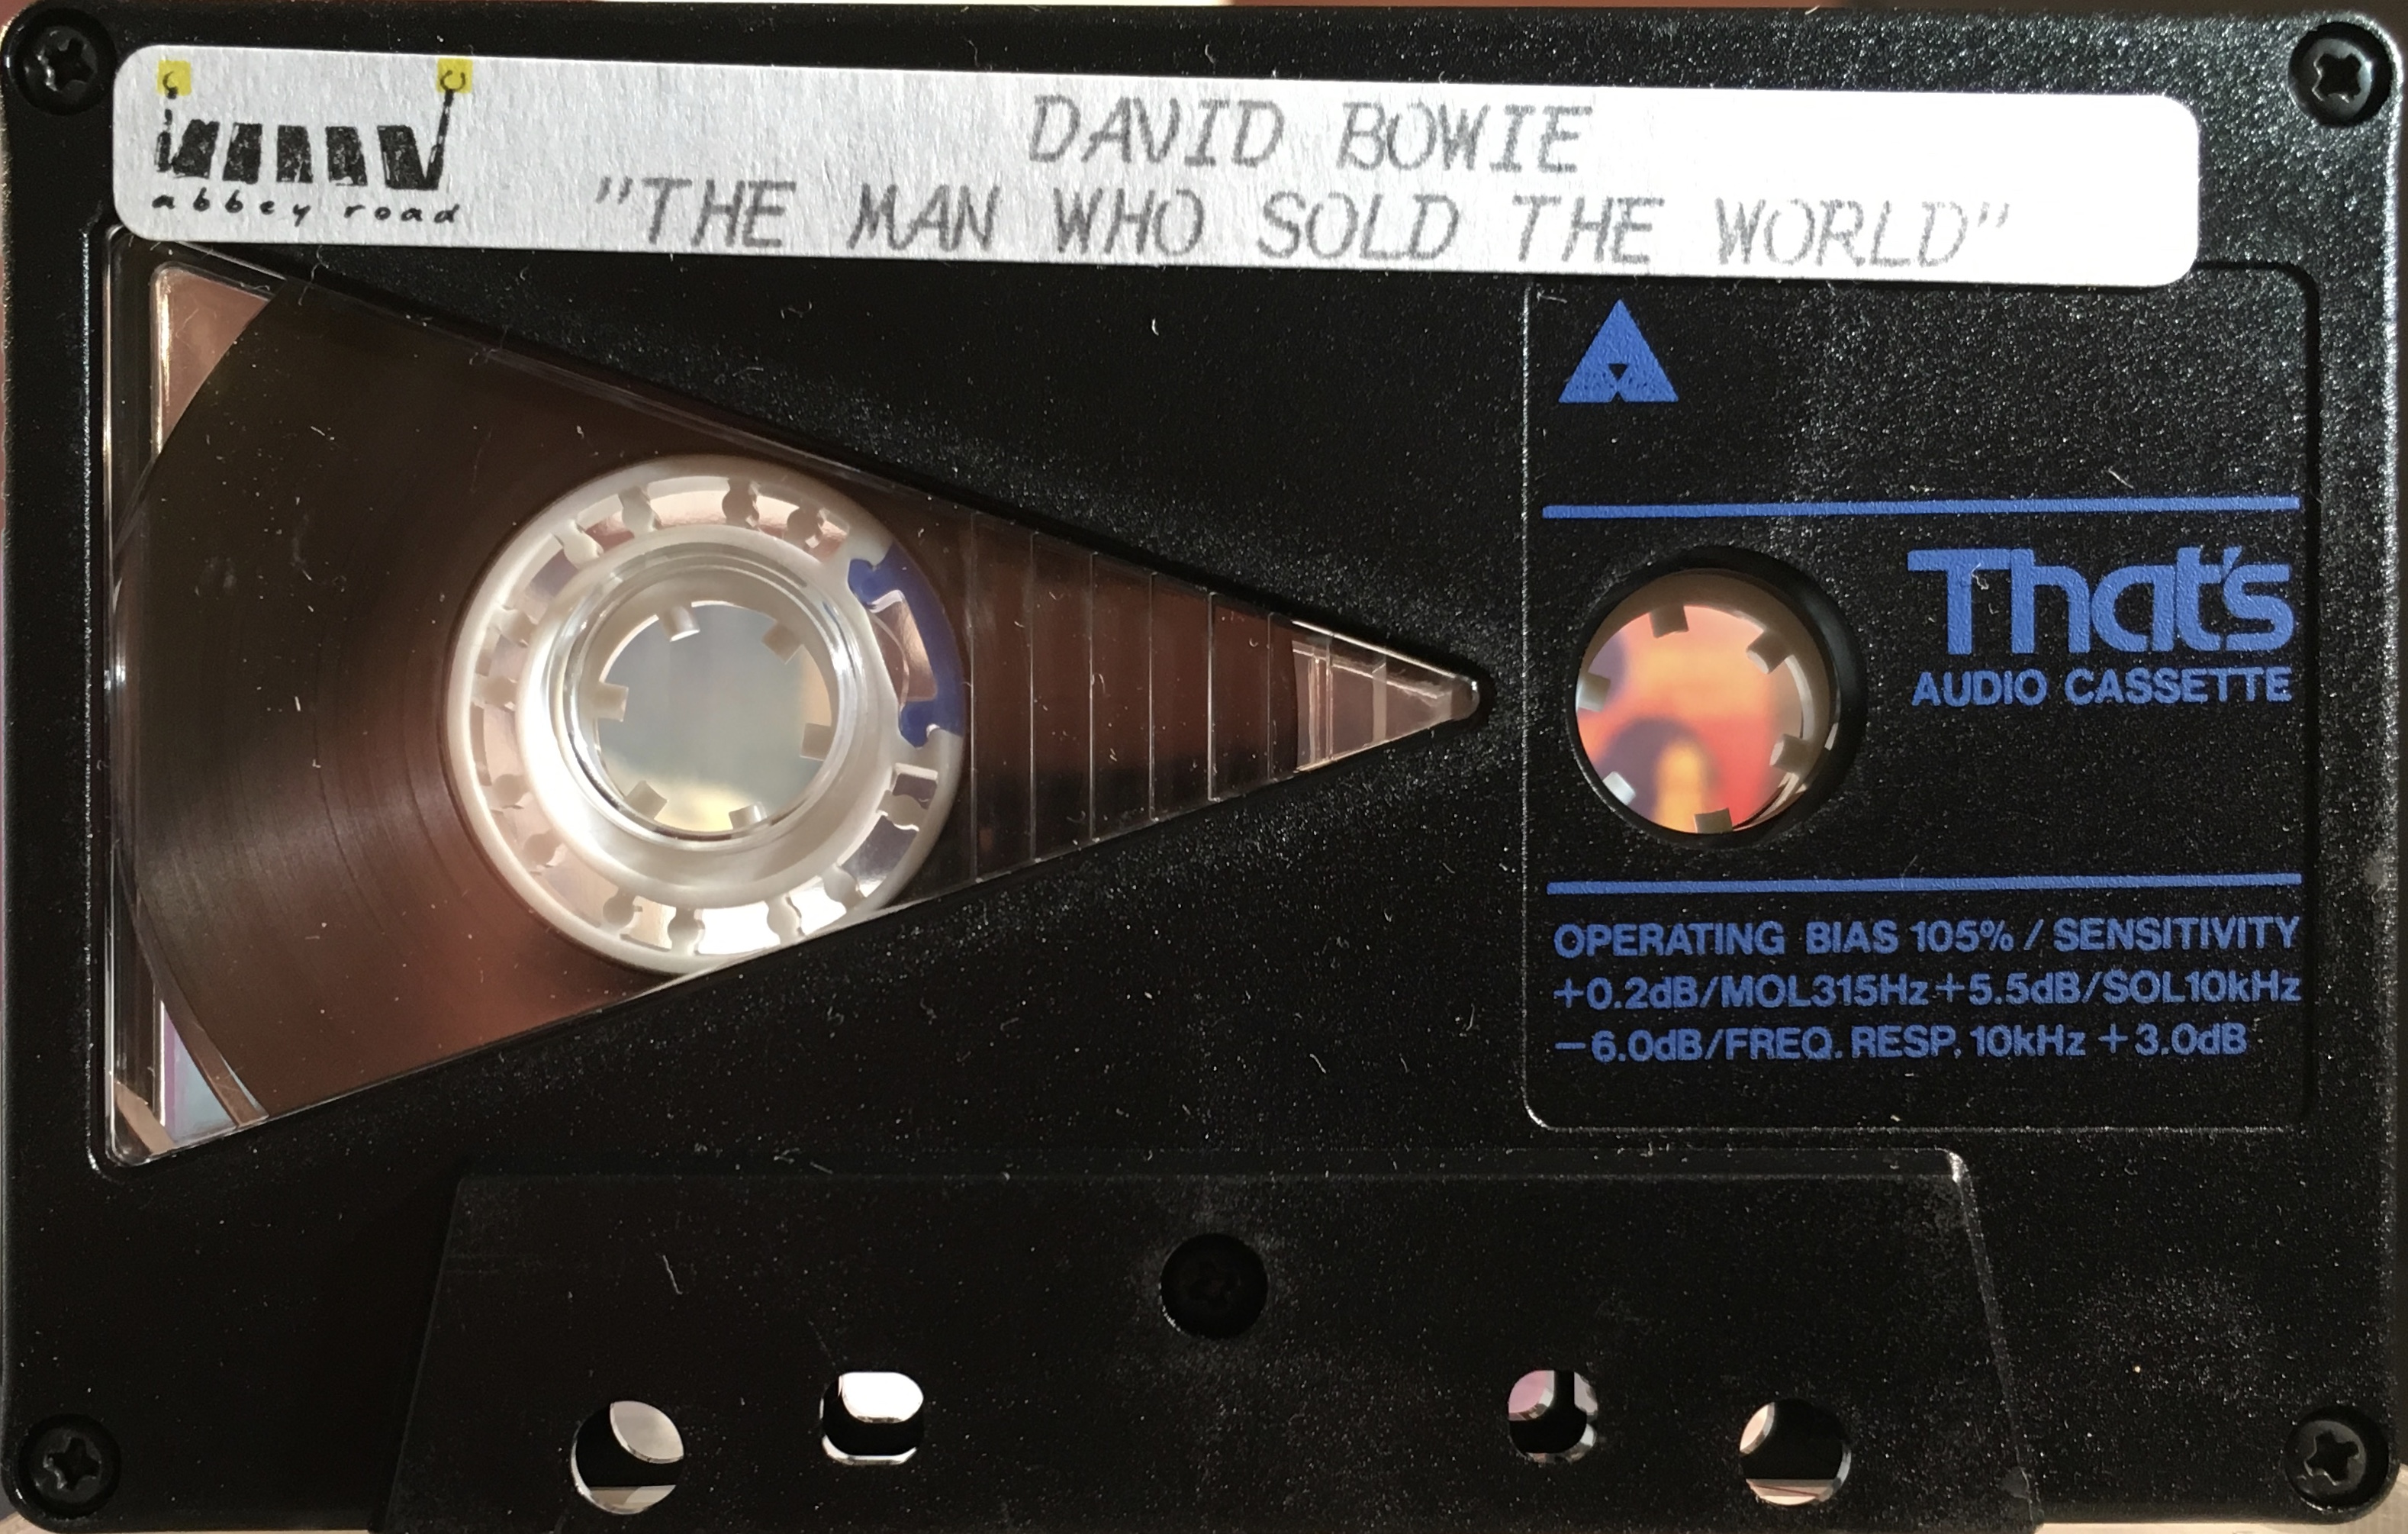 abbey road
DAVID BOWIE
"THE MAN WHO SOLD THE WORLD"
That's
AUDIO CASSETTE
OPERATING BIAS 105% / SENSITIVITY
+0.2dB/MOL315Hz+5.5dB/SOL10kHz
−6.0dB/FREQ. RESP. 10kHz +3.0dB